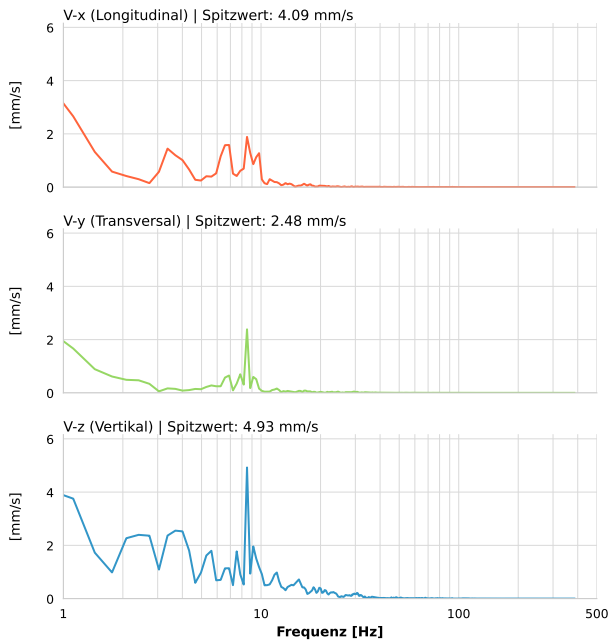 V-x (Longitudinal) | Spitzwert: 4.09 mm/s
6
4
2
0
[mm/s]
V-y (Transversal) | Spitzwert: 2.48 mm/s
6
4
2
0
[mm/s]
V-z (Vertikal) | Spitzwert: 4.93 mm/s
6
4
2
0
[mm/s]
1 10 100 500
Frequenz [Hz]